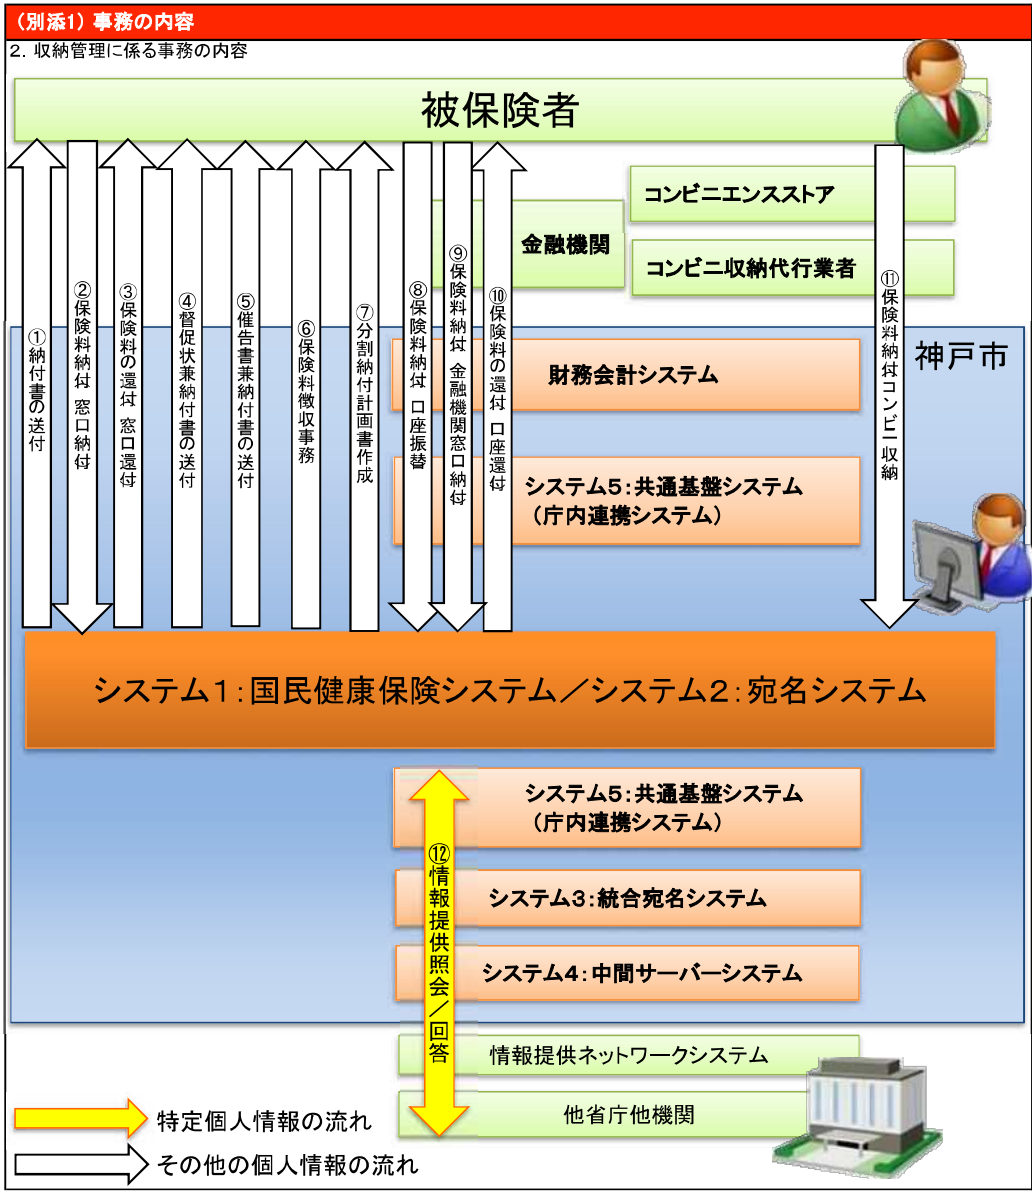 （別添1） 事務の内容
2．収納管理に係る事務の内容
被保険者
コンビニエンスストア
金融機関
コンビニ収納代行業者
①納付書の送付
②保険料納付 窓口納付
③保険料の還付 窓口還付
④督促状兼納付書の送付
⑤催告書兼納付書の送付
⑥保険料徴収事務
⑦分割納付計画書作成
⑧保険料納付 口座振替
⑨保険料納付 金融機関窓口納付
⑩保険料の還付 口座還付
⑪保険料納付コンビニ収納
神戸市
財務会計システム
システム5：共通基盤システム
（庁内連携システム）
システム1：国民健康保険システム／システム2：宛名システム
システム5：共通基盤システム
（庁内連携システム）
システム3：統合宛名システム
システム4：中間サーバーシステム
⑫情報提供照会／回答
情報提供ネットワークシステム
他省庁他機関
特定個人情報の流れ
その他の個人情報の流れ